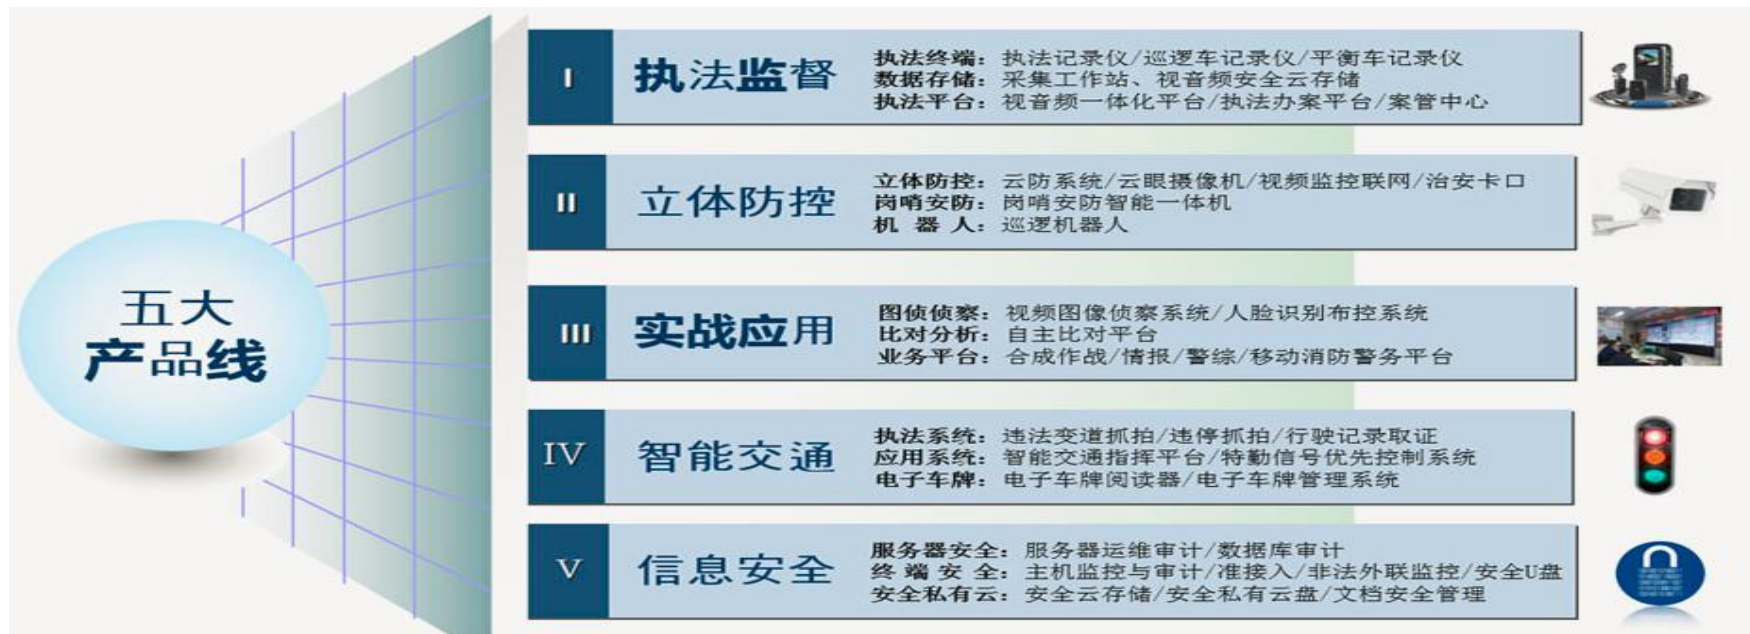 五大
产品线
I
执法监督
执法终端：执法记录仪/巡逻车记录仪/平衡车记录仪
数据存储：采集工作站、视音频安全云存储
执法平台：视音频一体化平台/执法办案平台/案管中心
II
立体防控
立体防控：云防系统/云眼摄像机/视频监控联网/治安卡口
岗哨安防：岗哨安防智能一体机
机 器 人：巡逻机器人
III
实战应用
图侦侦察：视频图像侦察系统/人脸识别布控系统
比对分析：自主比对平台
业务平台：合成作战/情报/警综/移动消防警务平台
IV
智能交通
执法系统：违法变道抓拍/违停抓拍/行驶记录取证
应用系统：智能交通指挥平台/特勤信号优先控制系统
电子车牌：电子车牌阅读器/电子车牌管理系统
V
信息安全
服务器安全：服务器运维审计/数据库审计
终 端 安 全：主机监控与审计/准接入/非法外联监控/安全U盘
安全私有云：安全云存储/安全私有云盘/文档安全管理